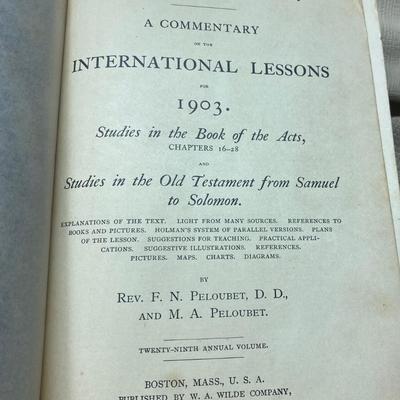 A COMMENTARY
ON THE
INTERNATIONAL LESSONS
FOR
1903.
Studies in the Book of the Acts,
CHAPTERS 16-28
AND
Studies in the Old Testament from Samuel
to Solomon.
EXPLANATIONS OF THE TEXT. LIGHT FROM MANY SOURCES. REFERENCES TO
BOOKS AND PICTURES. HOLMAN'S SYSTEM OF PARALLEL VERSIONS. PLANS
OF THE LESSON. SUGGESTIONS FOR TEACHING. PRACTICAL APPLI-
CATIONS. SUGGESTIVE ILLUSTRATIONS. REFERENCES.
PICTURES. MAPS. CHARTS. DIAGRAMS.
BY
REV. F. N. PELOUBET, D. D.,
AND M. A. PELOUBET.
TWENTY-NINTH ANNUAL VOLUME.
BOSTON, MASS., U. S. A.
PUBLISHED BY W. A. WILDE COMPANY,